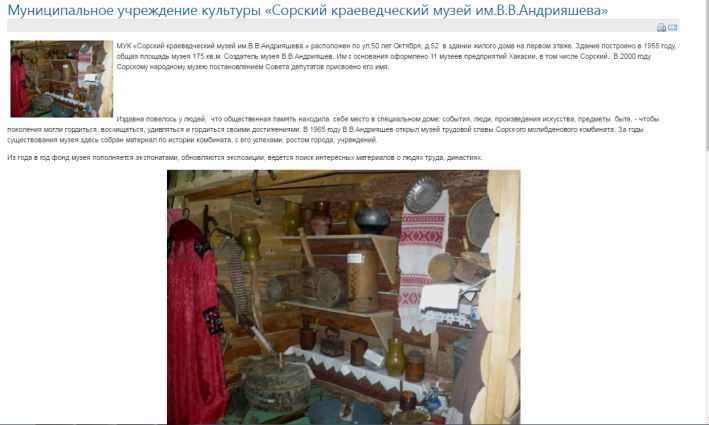 Муниципальное учреждение культуры «Сорский краеведческий музей им.В.В.Андрияшева»
МУК «Сорский краеведческий музей им.В.В.Андрияшева.» расположен по ул.50 лет Октября, д.52 в здании жилого дома на первом этаже. Здание построено в 1955 году,
общая площадь музея 175 кв.м. Создатель музея В.В.Андрияшев. Им с основания оформлено 11 музеев предприятий Хакасии, в том числе Сорский. В 2000 году
Сорскому народному музею постановлением Совета депутатов присвоено его имя.
Издавна повелось у людей, что общественная память находила себе место в специальном доме: события, люди, произведения искусства, предметы быта, - чтобы
поколения могли гордиться, восхищаться, удивляться и гордиться своими достижениями. В 1965 году В.В.Андрияшев открыл музей трудовой славы Сорского молибденового комбината. За годы
существования музея здесь собран материал по истории комбината, с его успехами, ростом города, учреждений.
Из года в год фонд музея пополняется экспонатами, обновляются экспозиции, ведется поиск интересных материалов о людях труда, династиях.